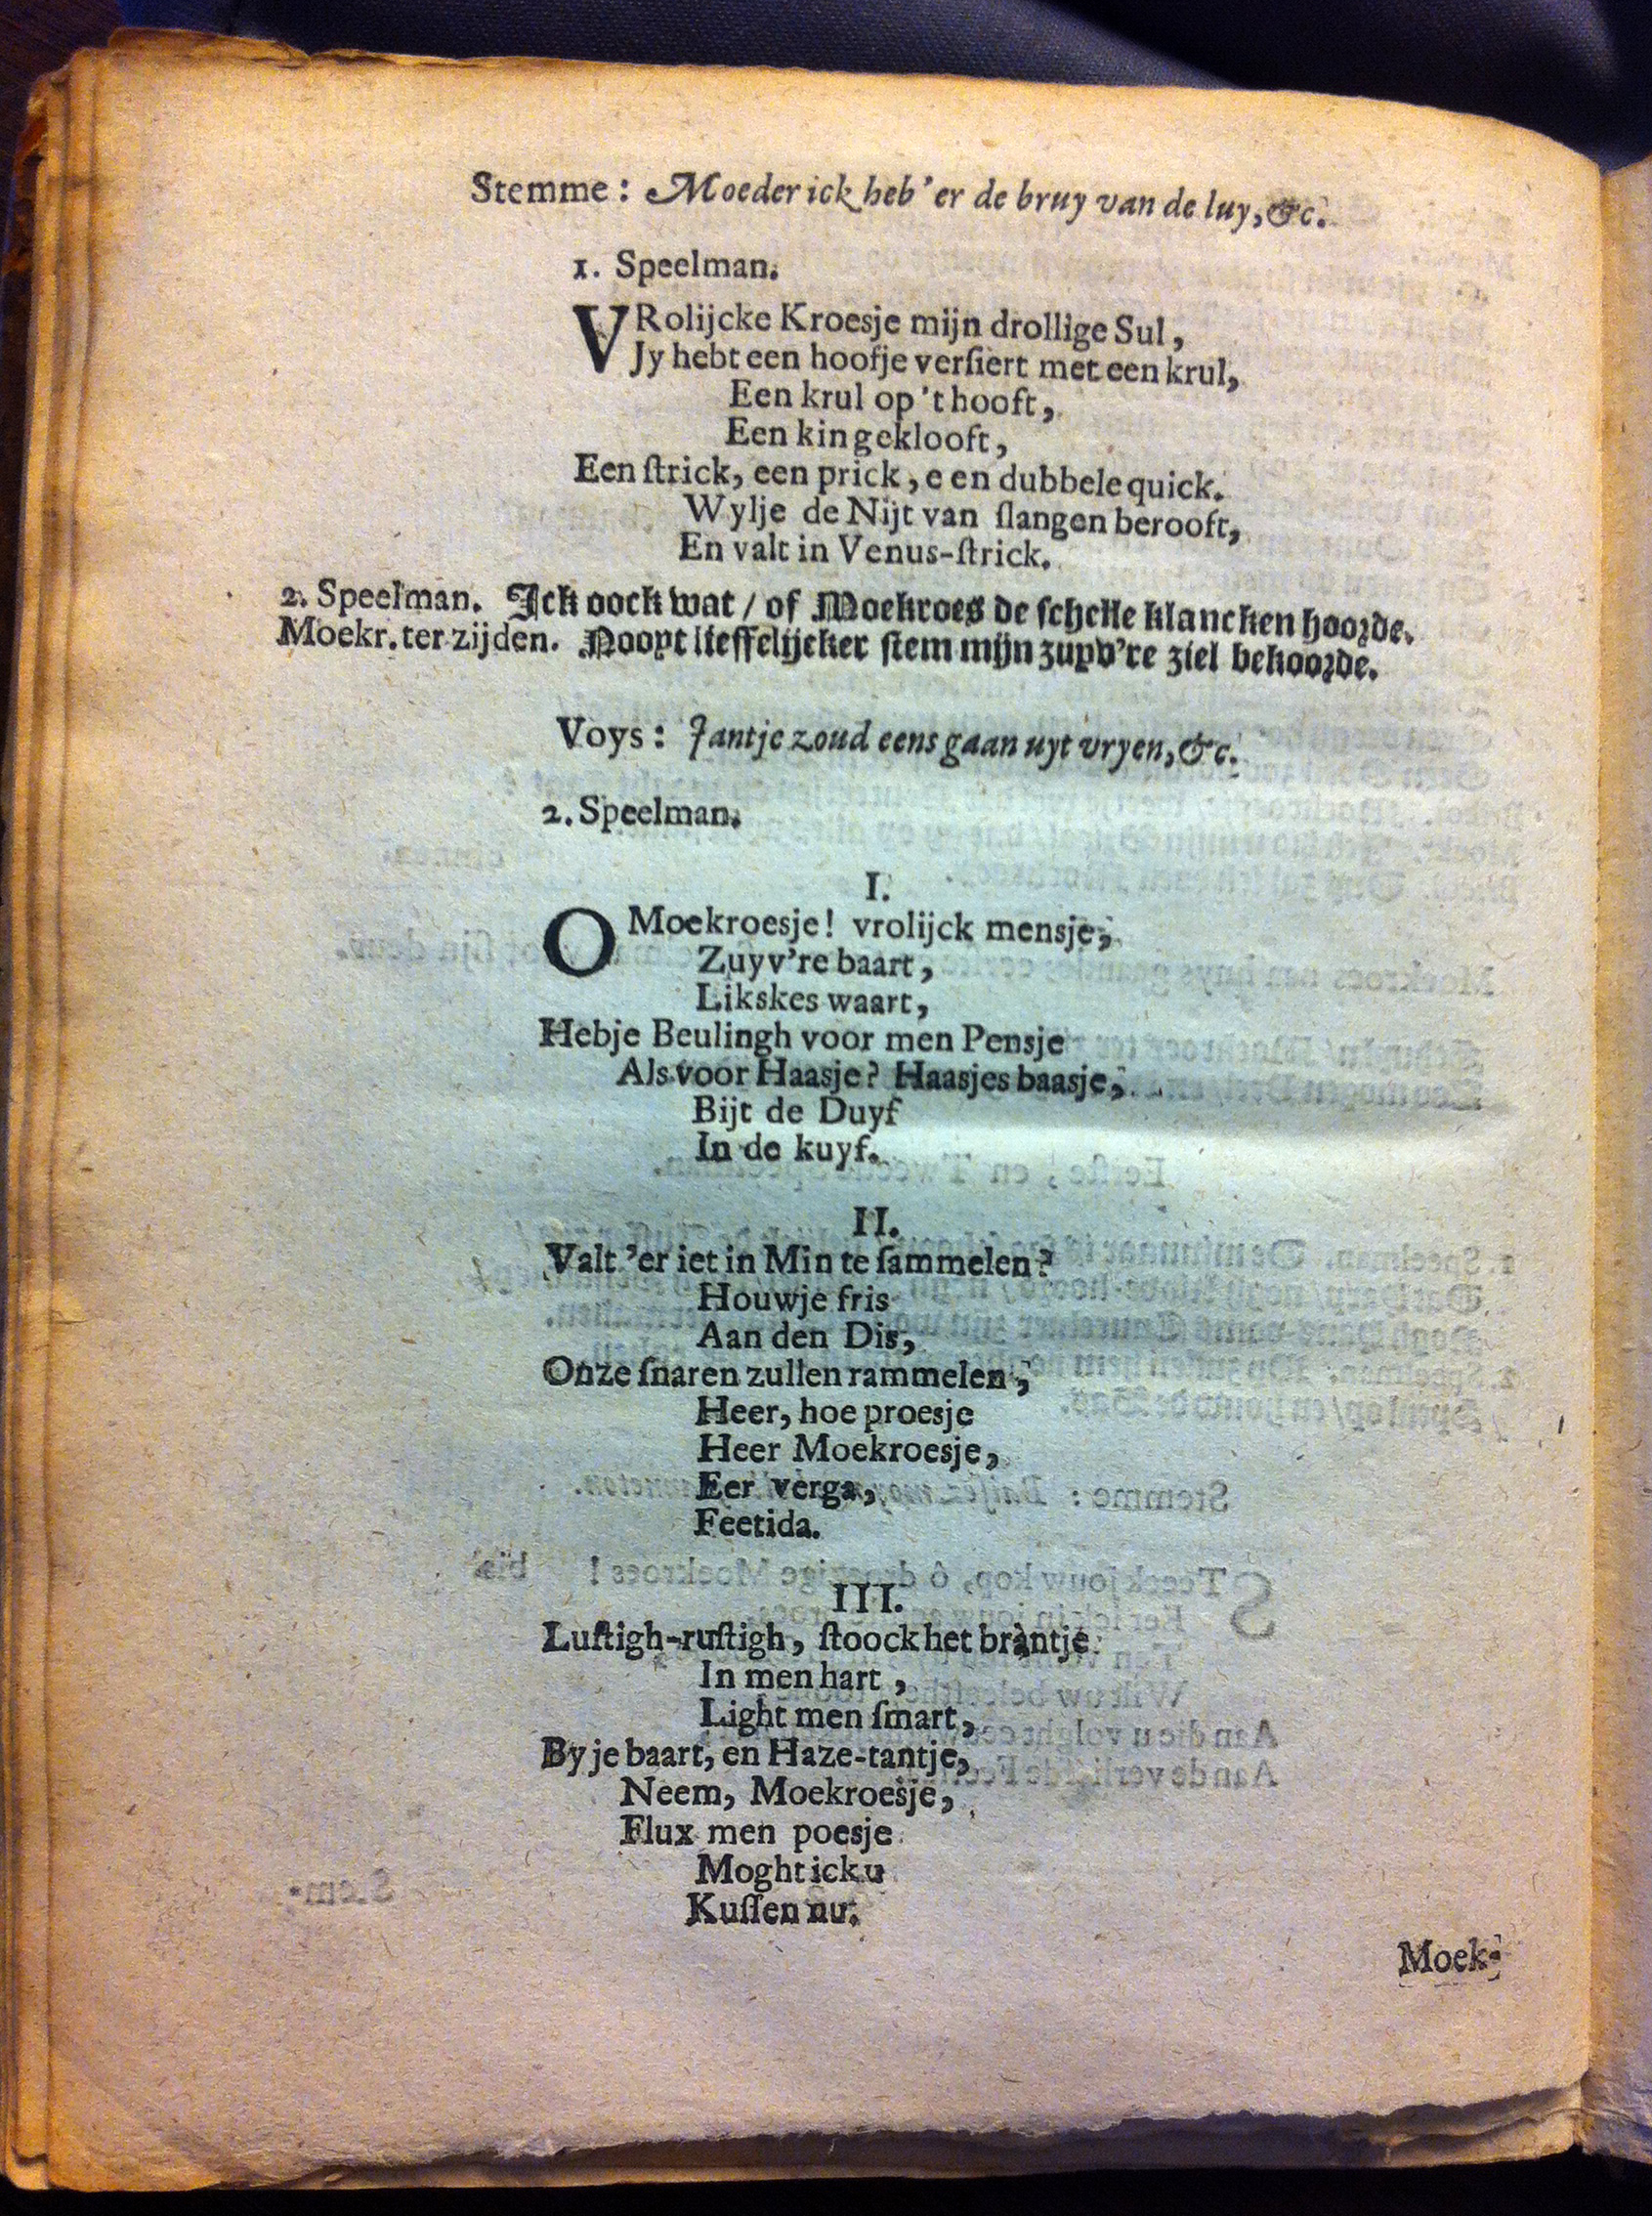 Stemme: Moeder ick heb'er de bruy van de luy, &c.
1. Speelman.
VRolijcke Kroesje mijn drollige Sul,
Jy hebt een hoofje verſiert met een krul,
Een krul op 't hooft,
Een kin geklooft,
Een ſtrick, een prick, e en dubbele quick.
Wylje de Nijt van ſlangen berooft,
En valt in Venus-ſtrick.
2. Speelman. Ick oock wat / of Moekroes de ſchelle klancken hoorde.
Moekr. ter zijden. Nooyt lieffelijcker ſtem mijn zuyv're ziel bekoorde.
Voys: Jantje zoud eens gaan uyt vryen, &c.
2. Speelman.
I.
O Moekroesje! vrolijck mensje,
Zuyv're baart,
Likskes waart,
Hebje Beulingh voor men Pensje
Als voor Haasje? Haasjes baasje,
Bijt de Duyf
In de kuyf.
II.
Valt 'er iet in Min te ſammelen?
Houwje fris
Aan den Dis,
Onze ſnaren zullen rammelen,
Heer, hoe proesje
Heer Moekroesje,
Eer verga,
Feetida.
III.
Luſtigh-ruſtigh, ſtoock het brantje
In men hart,
Light men ſmart,
By je baart, en Haze-tantje,
Neem, Moekroesje,
Flux men poesje
Moght ick u
Kuſſen nu.
Moek-